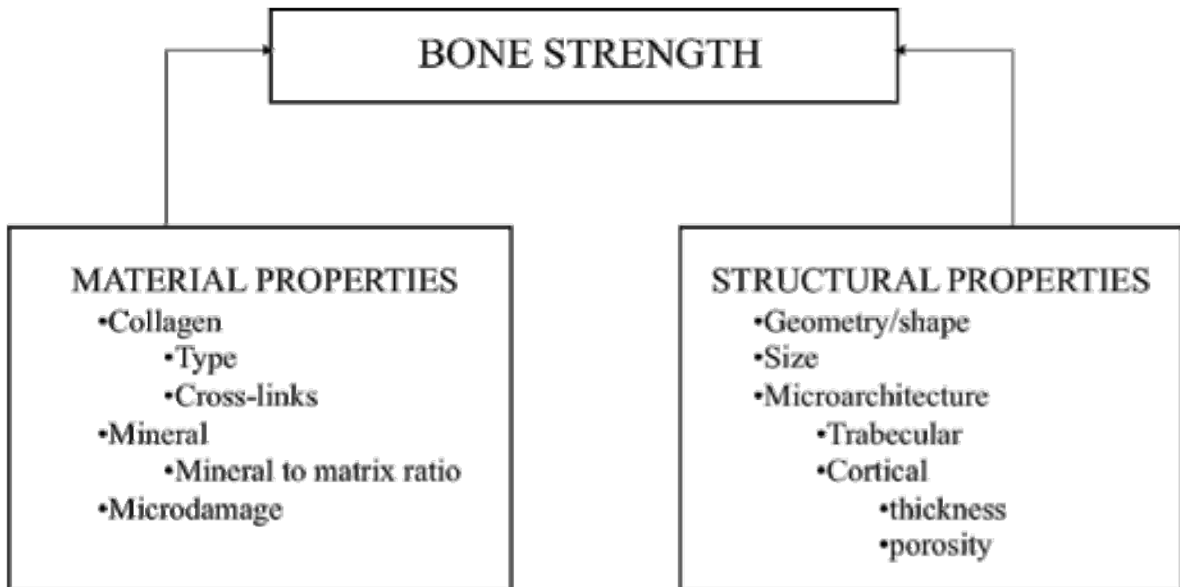 BONE STRENGTH
MATERIAL PROPERTIES
•Collagen
•Type
•Cross-links
•Mineral
•Mineral to matrix ratio
•Microdamage
STRUCTURAL PROPERTIES
•Geometry/shape
•Size
•Microarchitecture
•Trabecular
•Cortical
•thickness
•porosity